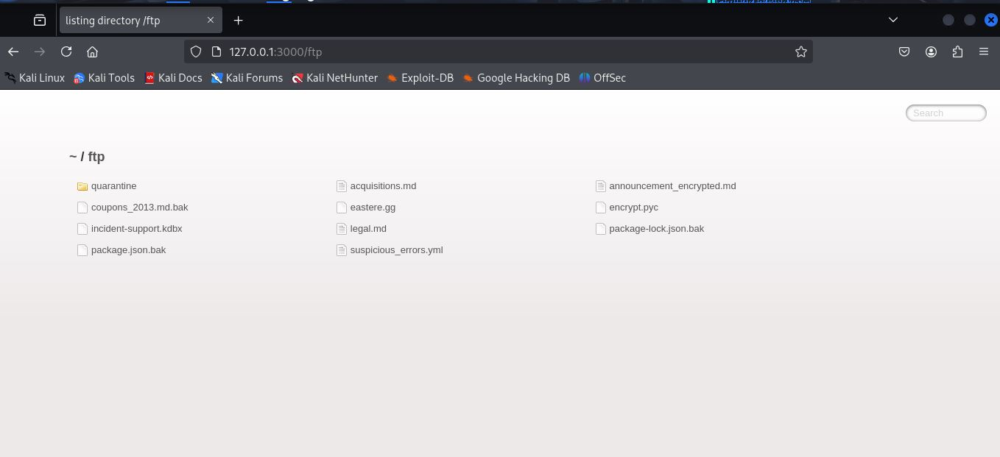 listing directory /ftp
127.0.0.1:3000/ftp
Kali Linux Kali Tools Kali Docs Kali Forums Kali NetHunter Exploit-DB Google Hacking DB OffSec
Search
~ / ftp
quarantine acquisitions.md announcement_encrypted.md
coupons_2013.md.bak eastere.gg encrypt.pyc
incident-support.kdbx legal.md package-lock.json.bak
package.json.bak suspicious_errors.yml